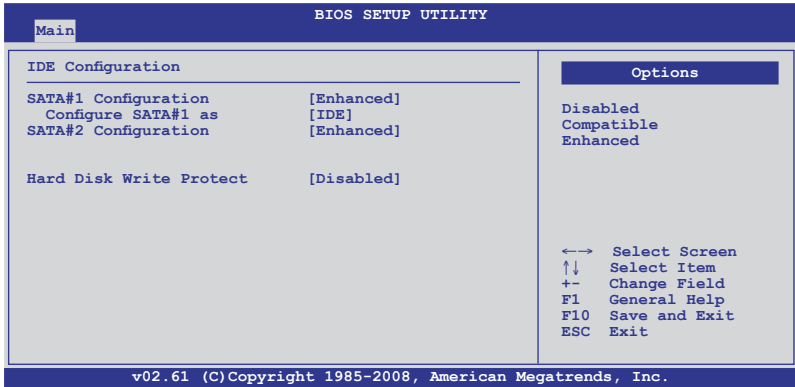 BIOS SETUP UTILITY
Main
IDE Configuration
SATA#1 Configuration [Enhanced]
Configure SATA#1 as [IDE]
SATA#2 Configuration [Enhanced]
Hard Disk Write Protect [Disabled]
Options
Disabled
Compatible
Enhanced
←→ Select Screen
↑↓ Select Item
+- Change Field
F1 General Help
F10 Save and Exit
ESC Exit
v02.61 (C)Copyright 1985-2008, American Megatrends, Inc.